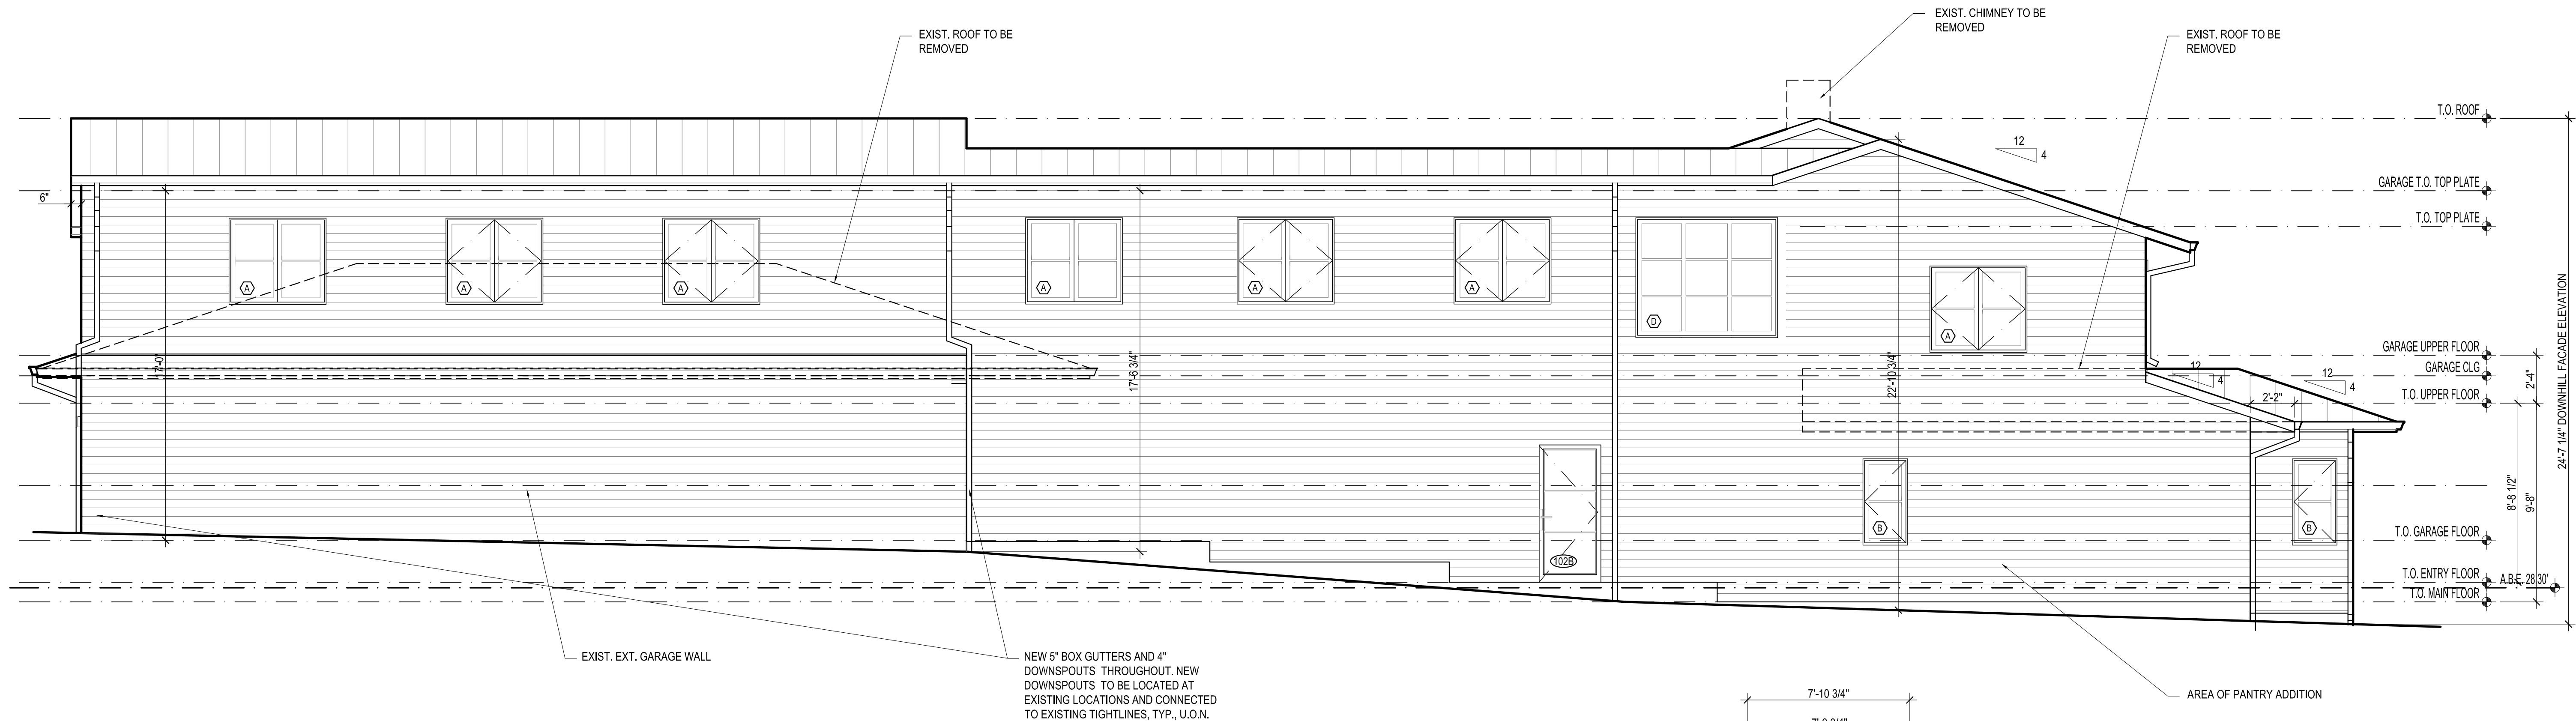 EXIST. CHIMNEY TO BE
REMOVED
EXIST. ROOF TO BE
REMOVED
EXIST. ROOF TO BE
REMOVED
T.O. ROOF
12
4
GARAGE T.O. TOP PLATE
6"
T.O. TOP PLATE
A
A
A
A
A
A
D
A
GARAGE UPPER FLOOR
GARAGE CLG
T.O. UPPER FLOOR
17'-0"
17'-6 3/4"
22'-10 3/4"
12
4
12
4
2'-2"
2'-4"
24'-7 1/4" DOWNHILL FACADE ELEVATION
8'-8 1/2"
9'-8"
B
B
102B
T.O. GARAGE FLOOR
T.O. ENTRY FLOOR
A.B.E. 28.30'
T.O. MAIN FLOOR
EXIST. EXT. GARAGE WALL
NEW 5" BOX GUTTERS AND 4"
DOWNSPOUTS THROUGHOUT. NEW
DOWNSPOUTS TO BE LOCATED AT
EXISTING LOCATIONS AND CONNECTED
TO EXISTING TIGHTLINES, TYP., U.O.N.
7'-10 3/4"
AREA OF PANTRY ADDITION